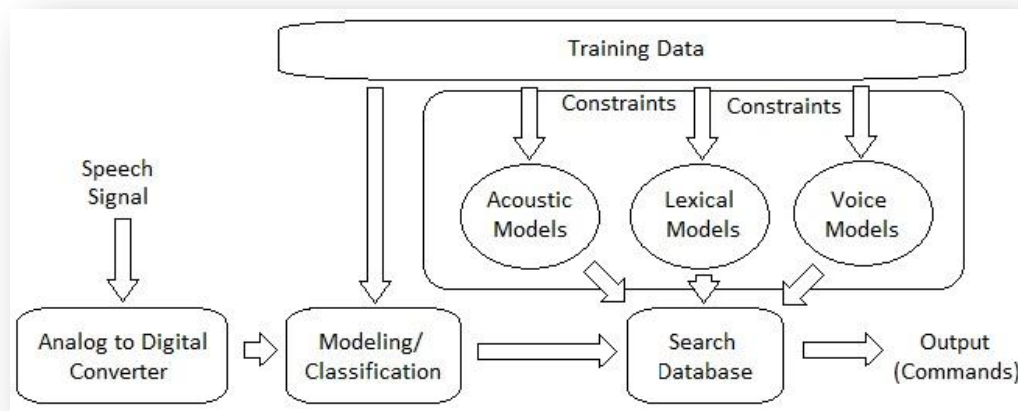 Training Data
Constraints
Constraints
Speech
Signal
Acoustic
Models
Lexical
Models
Voice
Models
Analog to Digital
Converter
Modeling/
Classification
Search
Database
Output
(Commands)